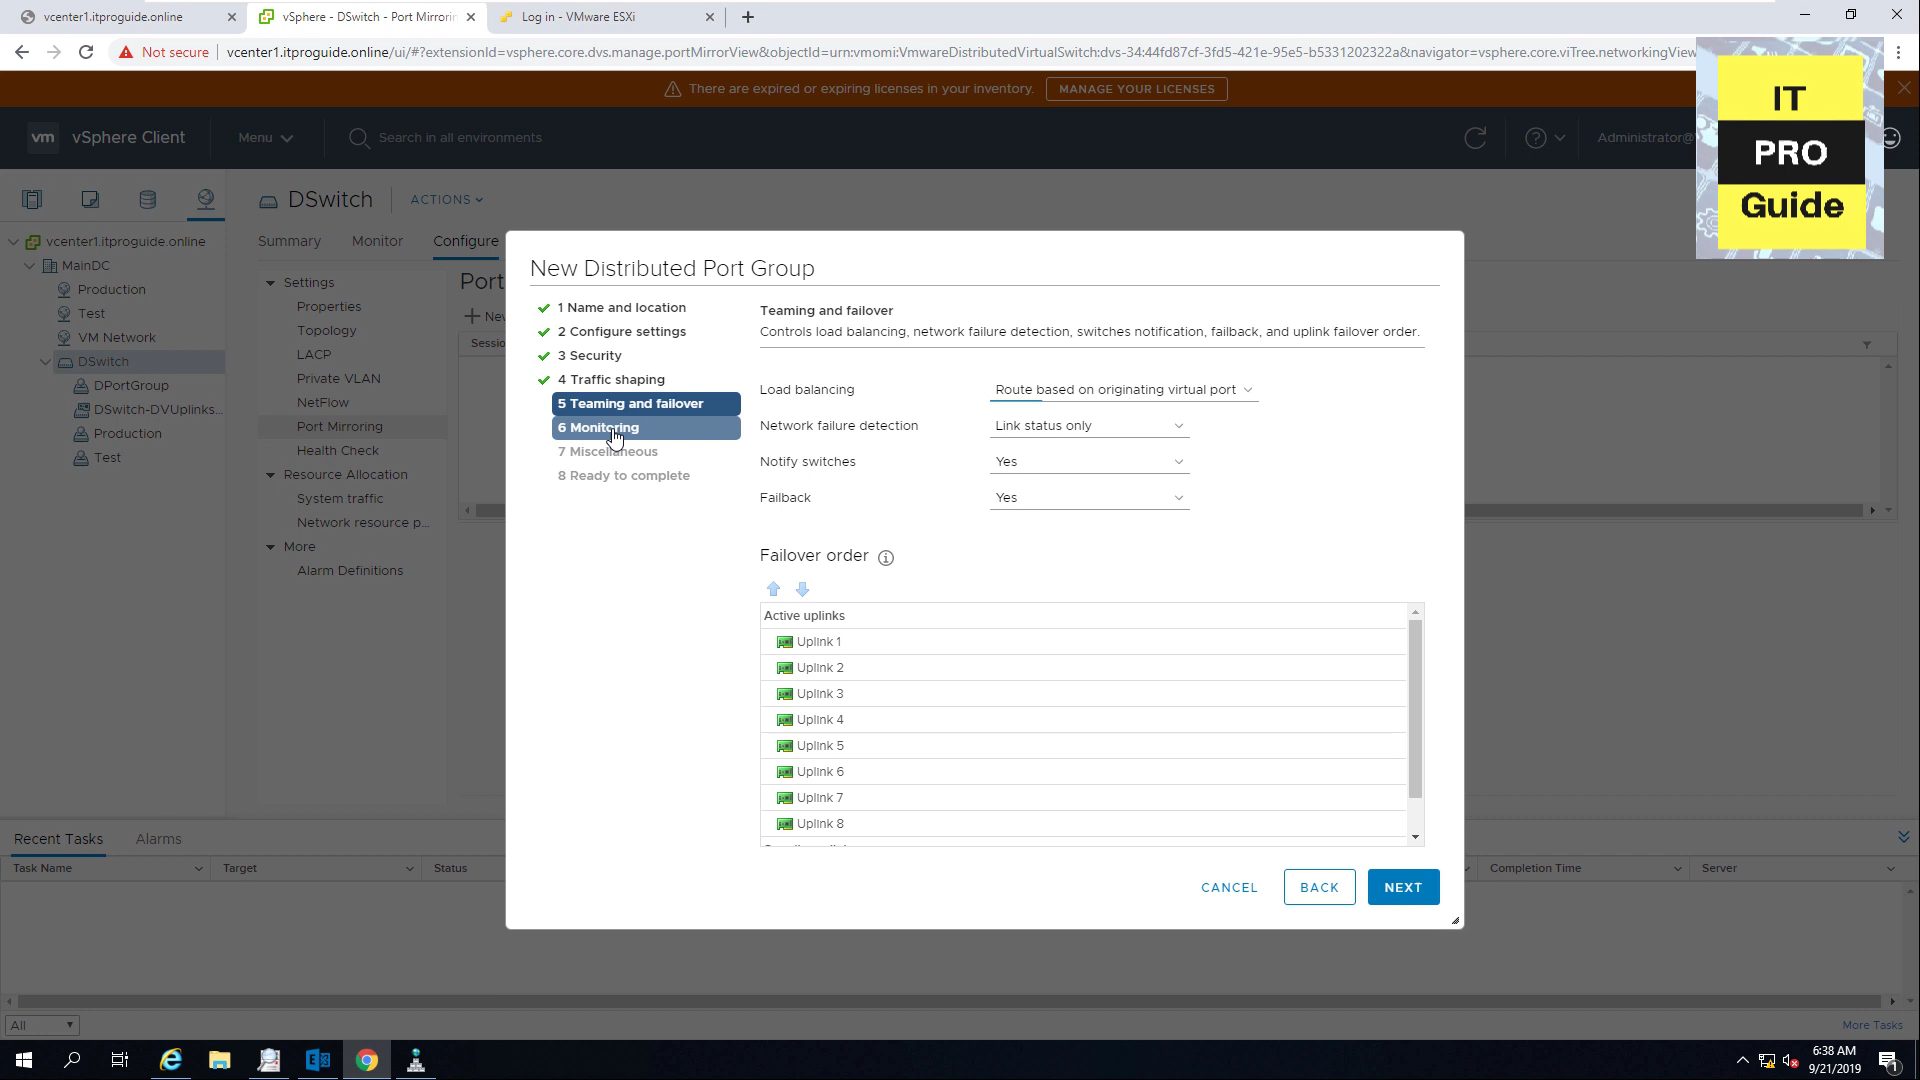 vcenter1.itproguide.online
vSphere - DSwitch - Port Mirrorin
Log in - VMware ESXi
Not secure
vcenter1.itproguide.online/ui/#?extensionId=vsphere.core.dvs.manage.portMirrorView&objectId=urn:vmomi:VmwareDistributedVirtualSwitch:dvs-34:44fd87cf-3fd5-421e-95e5-b5331202322a&navigator=vsphere.core.viTree.networkingView
There are expired or expiring licenses in your inventory.
MANAGE YOUR LICENSES
IT
PRO
Guide
vm
vSphere Client
Menu
Search in all environments
Administrator@
DSwitch
ACTIONS
Summary
Monitor
Configure
vcenter1.itproguide.online
MainDC
Production
Test
VM Network
DSwitch
DPortGroup
DSwitch-DVUplinks...
Production
Test
Settings
Properties
Topology
LACP
Private VLAN
NetFlow
Port Mirroring
Health Check
Resource Allocation
System traffic
Network resource p...
More
Alarm Definitions
Port
New
Sessio
New Distributed Port Group
1 Name and location
2 Configure settings
3 Security
4 Traffic shaping
5 Teaming and failover
6 Monitoring
7 Miscellaneous
8 Ready to complete
Teaming and failover
Controls load balancing, network failure detection, switches notification, failback, and uplink failover order.
Load balancing
Route based on originating virtual port
Network failure detection
Link status only
Notify switches
Yes
Failback
Yes
Failover order
Active uplinks
Uplink 1
Uplink 2
Uplink 3
Uplink 4
Uplink 5
Uplink 6
Uplink 7
Uplink 8
CANCEL
BACK
NEXT
Recent Tasks
Alarms
Task Name
Target
Status
Completion Time
Server
All
More Tasks
6:38 AM
9/21/2019
1